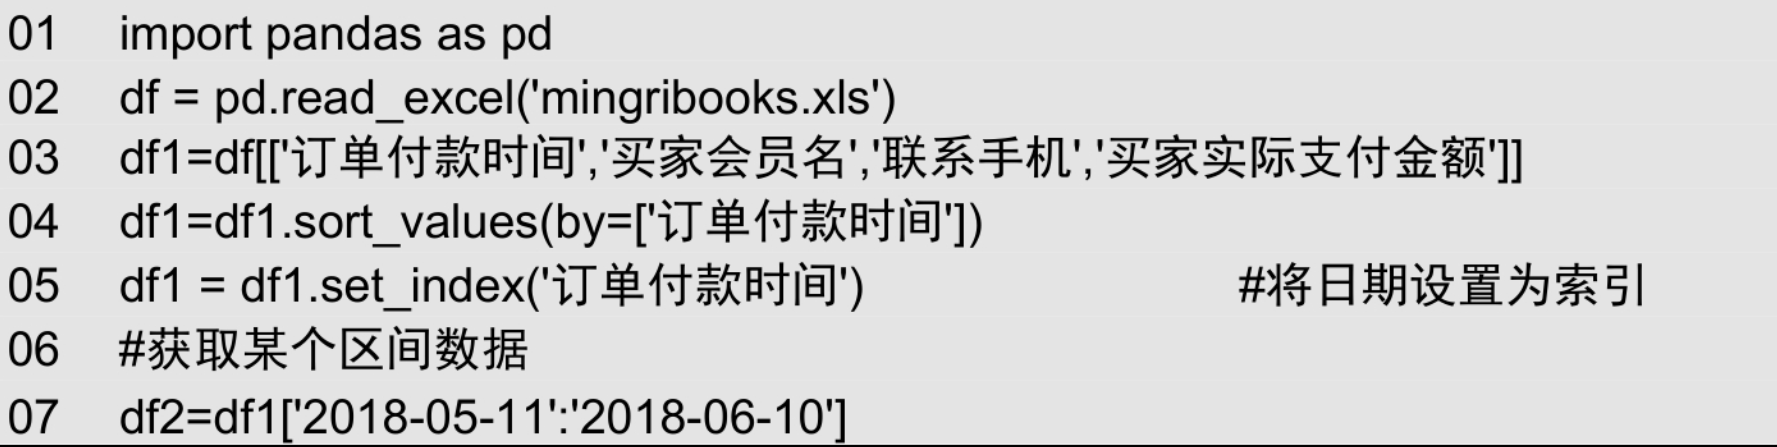 01 import pandas as pd
02 df = pd.read_excel('mingribooks.xls')
03 df1=df[['订单付款时间','买家会员名','联系手机','买家实际支付金额']]
04 df1=df1.sort_values(by=['订单付款时间'])
05 df1 = df1.set_index('订单付款时间') #将日期设置为索引
06 #获取某个区间数据
07 df2=df1['2018-05-11':'2018-06-10']